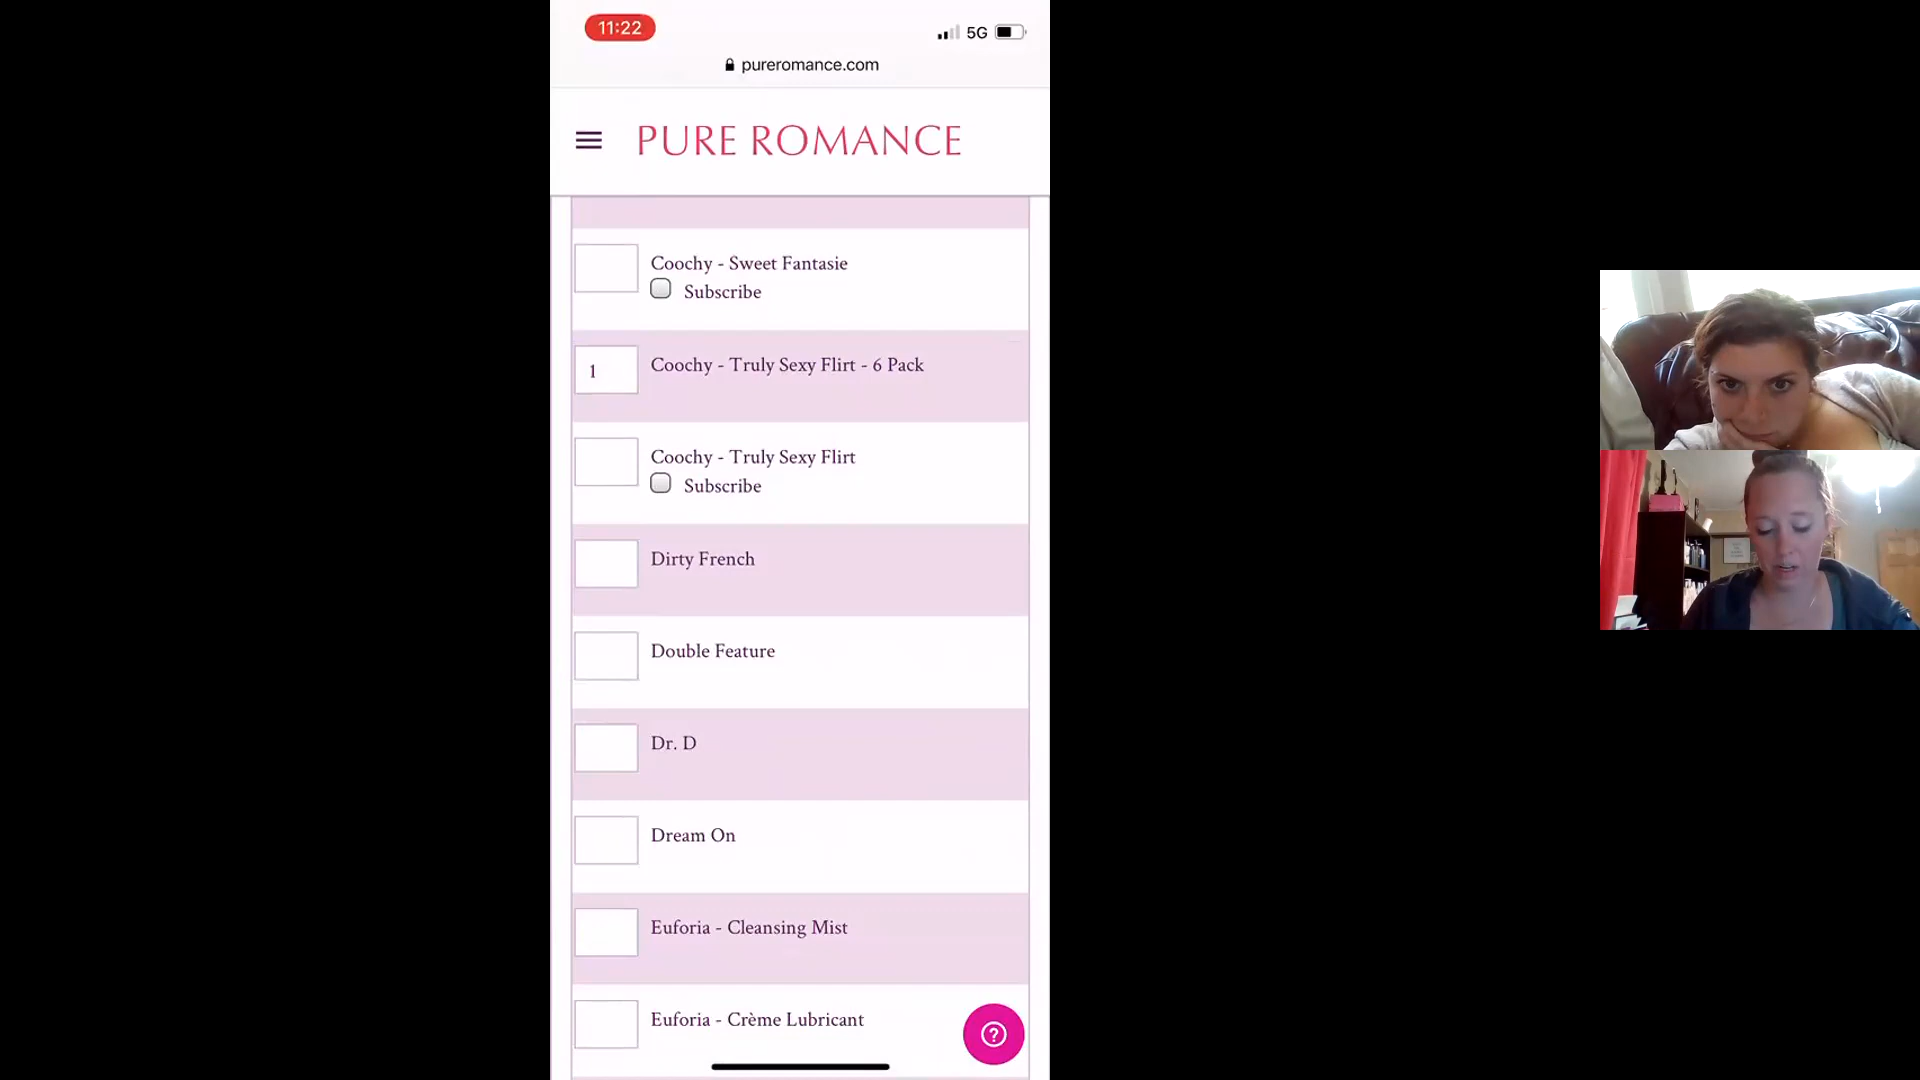 11:22
5G
pureromance.com
PURE ROMANCE
Coochy - Sweet Fantasie
Subscribe
1
Coochy - Truly Sexy Flirt - 6 Pack
Coochy - Truly Sexy Flirt
Subscribe
Dirty French
Double Feature
Dr. D
Dream On
Euforia - Cleansing Mist
Euforia - Crème Lubricant
?